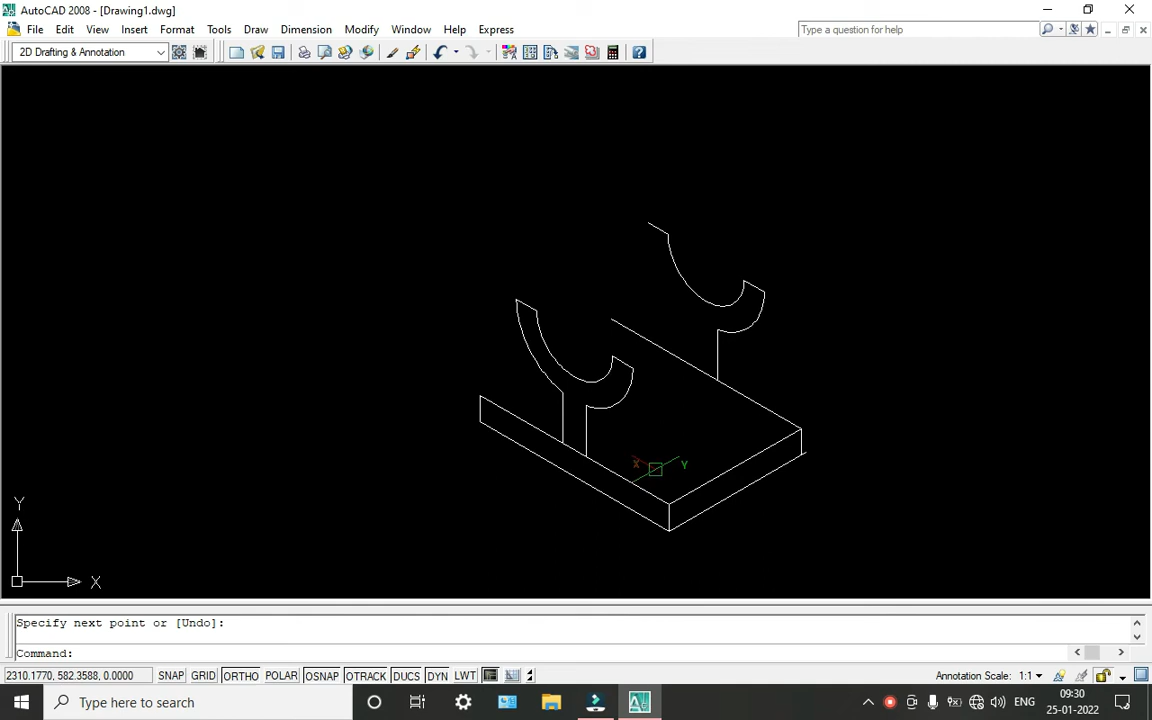 AutoCAD 2008 - [Drawing1.dwg]
File Edit View Insert Format Tools Draw Dimension Modify Window Help Express
Type a question for help
2D Drafting & Annotation
X Y
Y
X
Specify next point or [Undo]:
Command:
2310.1770, 582.3588, 0.0000 SNAP GRID ORTHO POLAR OSNAP OTRACK DUCS DYN LWT Annotation Scale: 1:1
Type here to search
ENG
09:30
25-01-2022